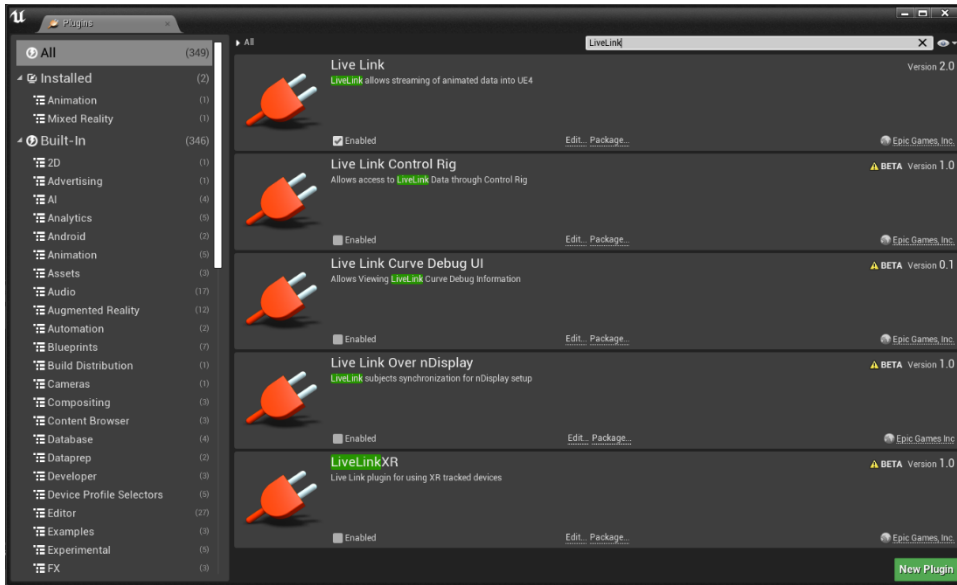 Plugins
All (349)
Installed (2)
Animation (1)
Mixed Reality (1)
Built-In (346)
2D (1)
Advertising (1)
AI (4)
Analytics (5)
Android (2)
Animation (5)
Assets (3)
Audio (17)
Augmented Reality (12)
Automation (2)
Blueprints (7)
Build Distribution (1)
Cameras (1)
Compositing (3)
Content Browser (3)
Database (4)
Dataprep (2)
Developer (3)
Device Profile Selectors (5)
Editor (27)
Examples (3)
Experimental (5)
FX (3)
All
LiveLink
Live Link
Version 2.0
LiveLink allows streaming of animated data into UE4
Enabled
Edit... Package...
Epic Games, Inc.
Live Link Control Rig
BETA Version 1.0
Allows access to LiveLink Data through Control Rig
Enabled
Edit... Package...
Epic Games, Inc.
Live Link Curve Debug UI
BETA Version 0.1
Allows Viewing LiveLink Curve Debug Information
Enabled
Edit... Package...
Epic Games, Inc.
Live Link Over nDisplay
BETA Version 1.0
LiveLink subjects synchronization for nDisplay setup
Enabled
Edit... Package...
Epic Games Inc
LiveLinkXR
BETA Version 1.0
Live Link plugin for using XR tracked devices
Enabled
Edit... Package...
Epic Games, Inc.
New Plugin